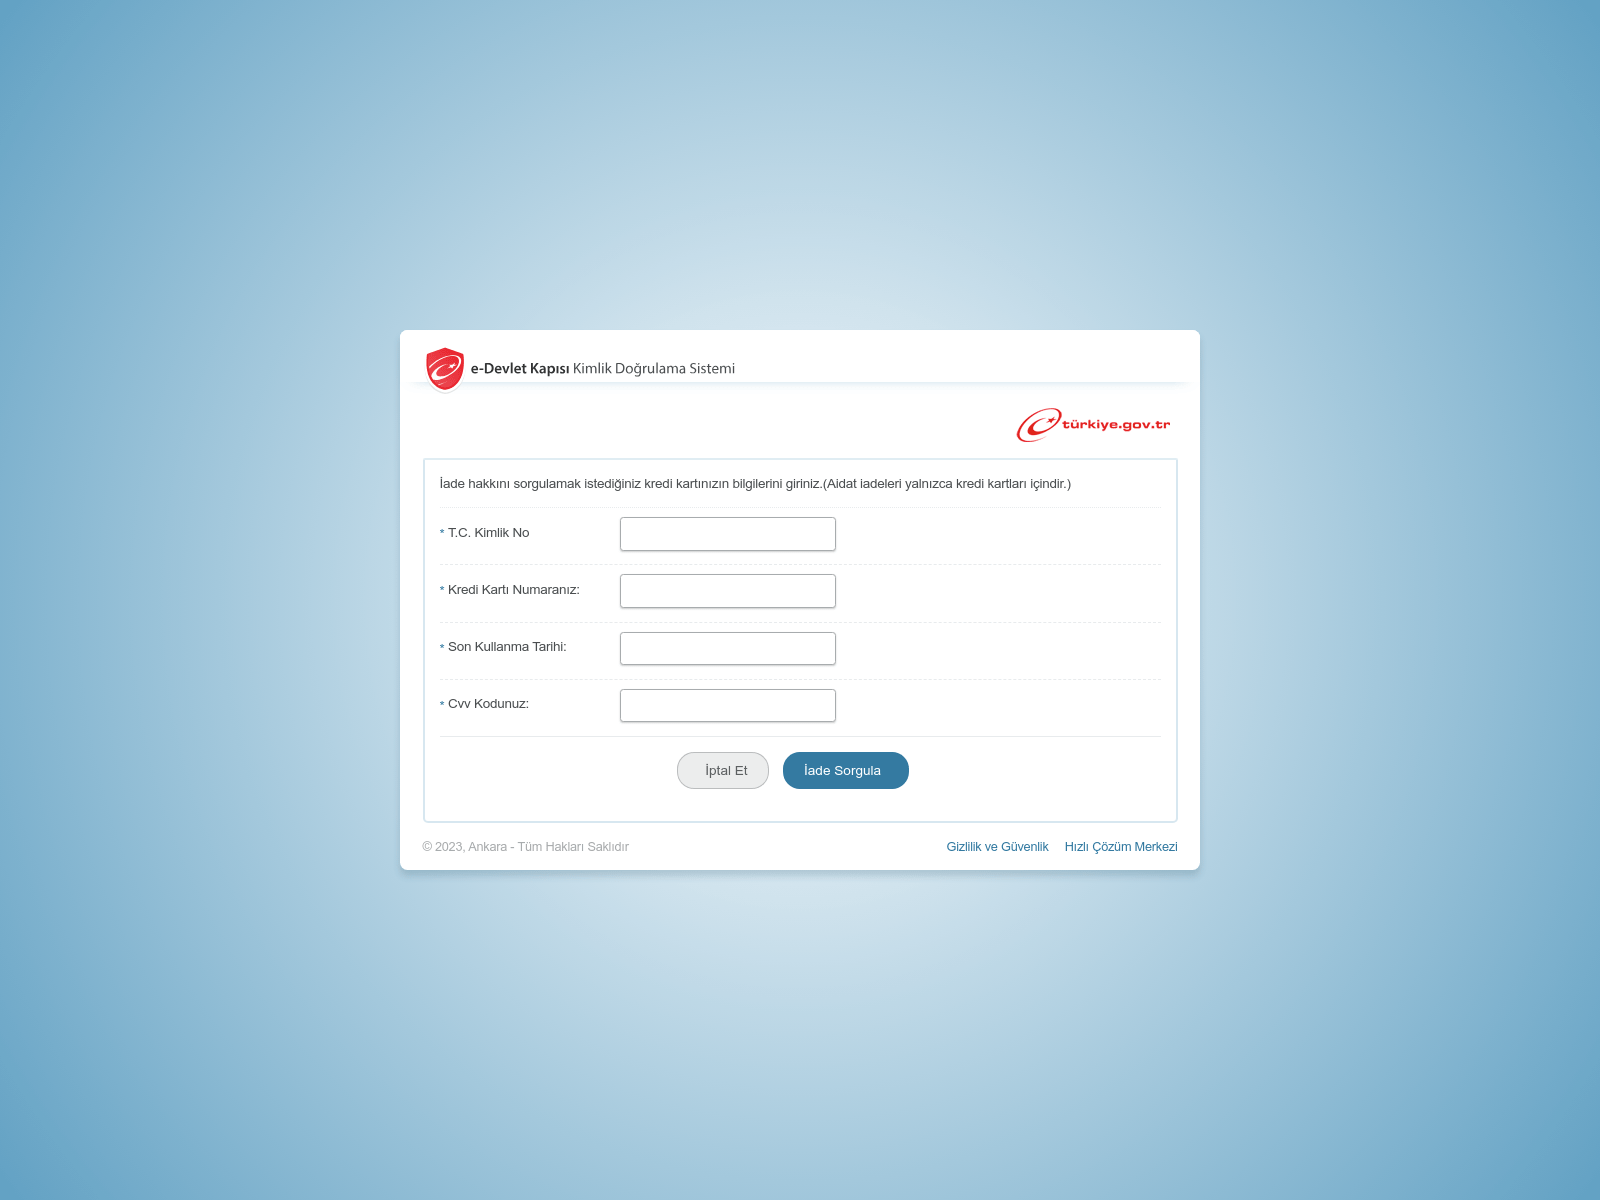 e-Devlet Kapısı Kimlik Doğrulama Sistemi
türkiye.gov.tr
İade hakkını sorgulamak istediğiniz kredi kartınızın bilgilerini giriniz.(Aidat iadeleri yalnızca kredi kartları içindir.)
* T.C. Kimlik No
* Kredi Kartı Numaranız:
* Son Kullanma Tarihi:
* Cvv Kodunuz:
İptal Et İade Sorgula
© 2023, Ankara - Tüm Hakları Saklıdır Gizlilik ve Güvenlik Hızlı Çözüm Merkezi